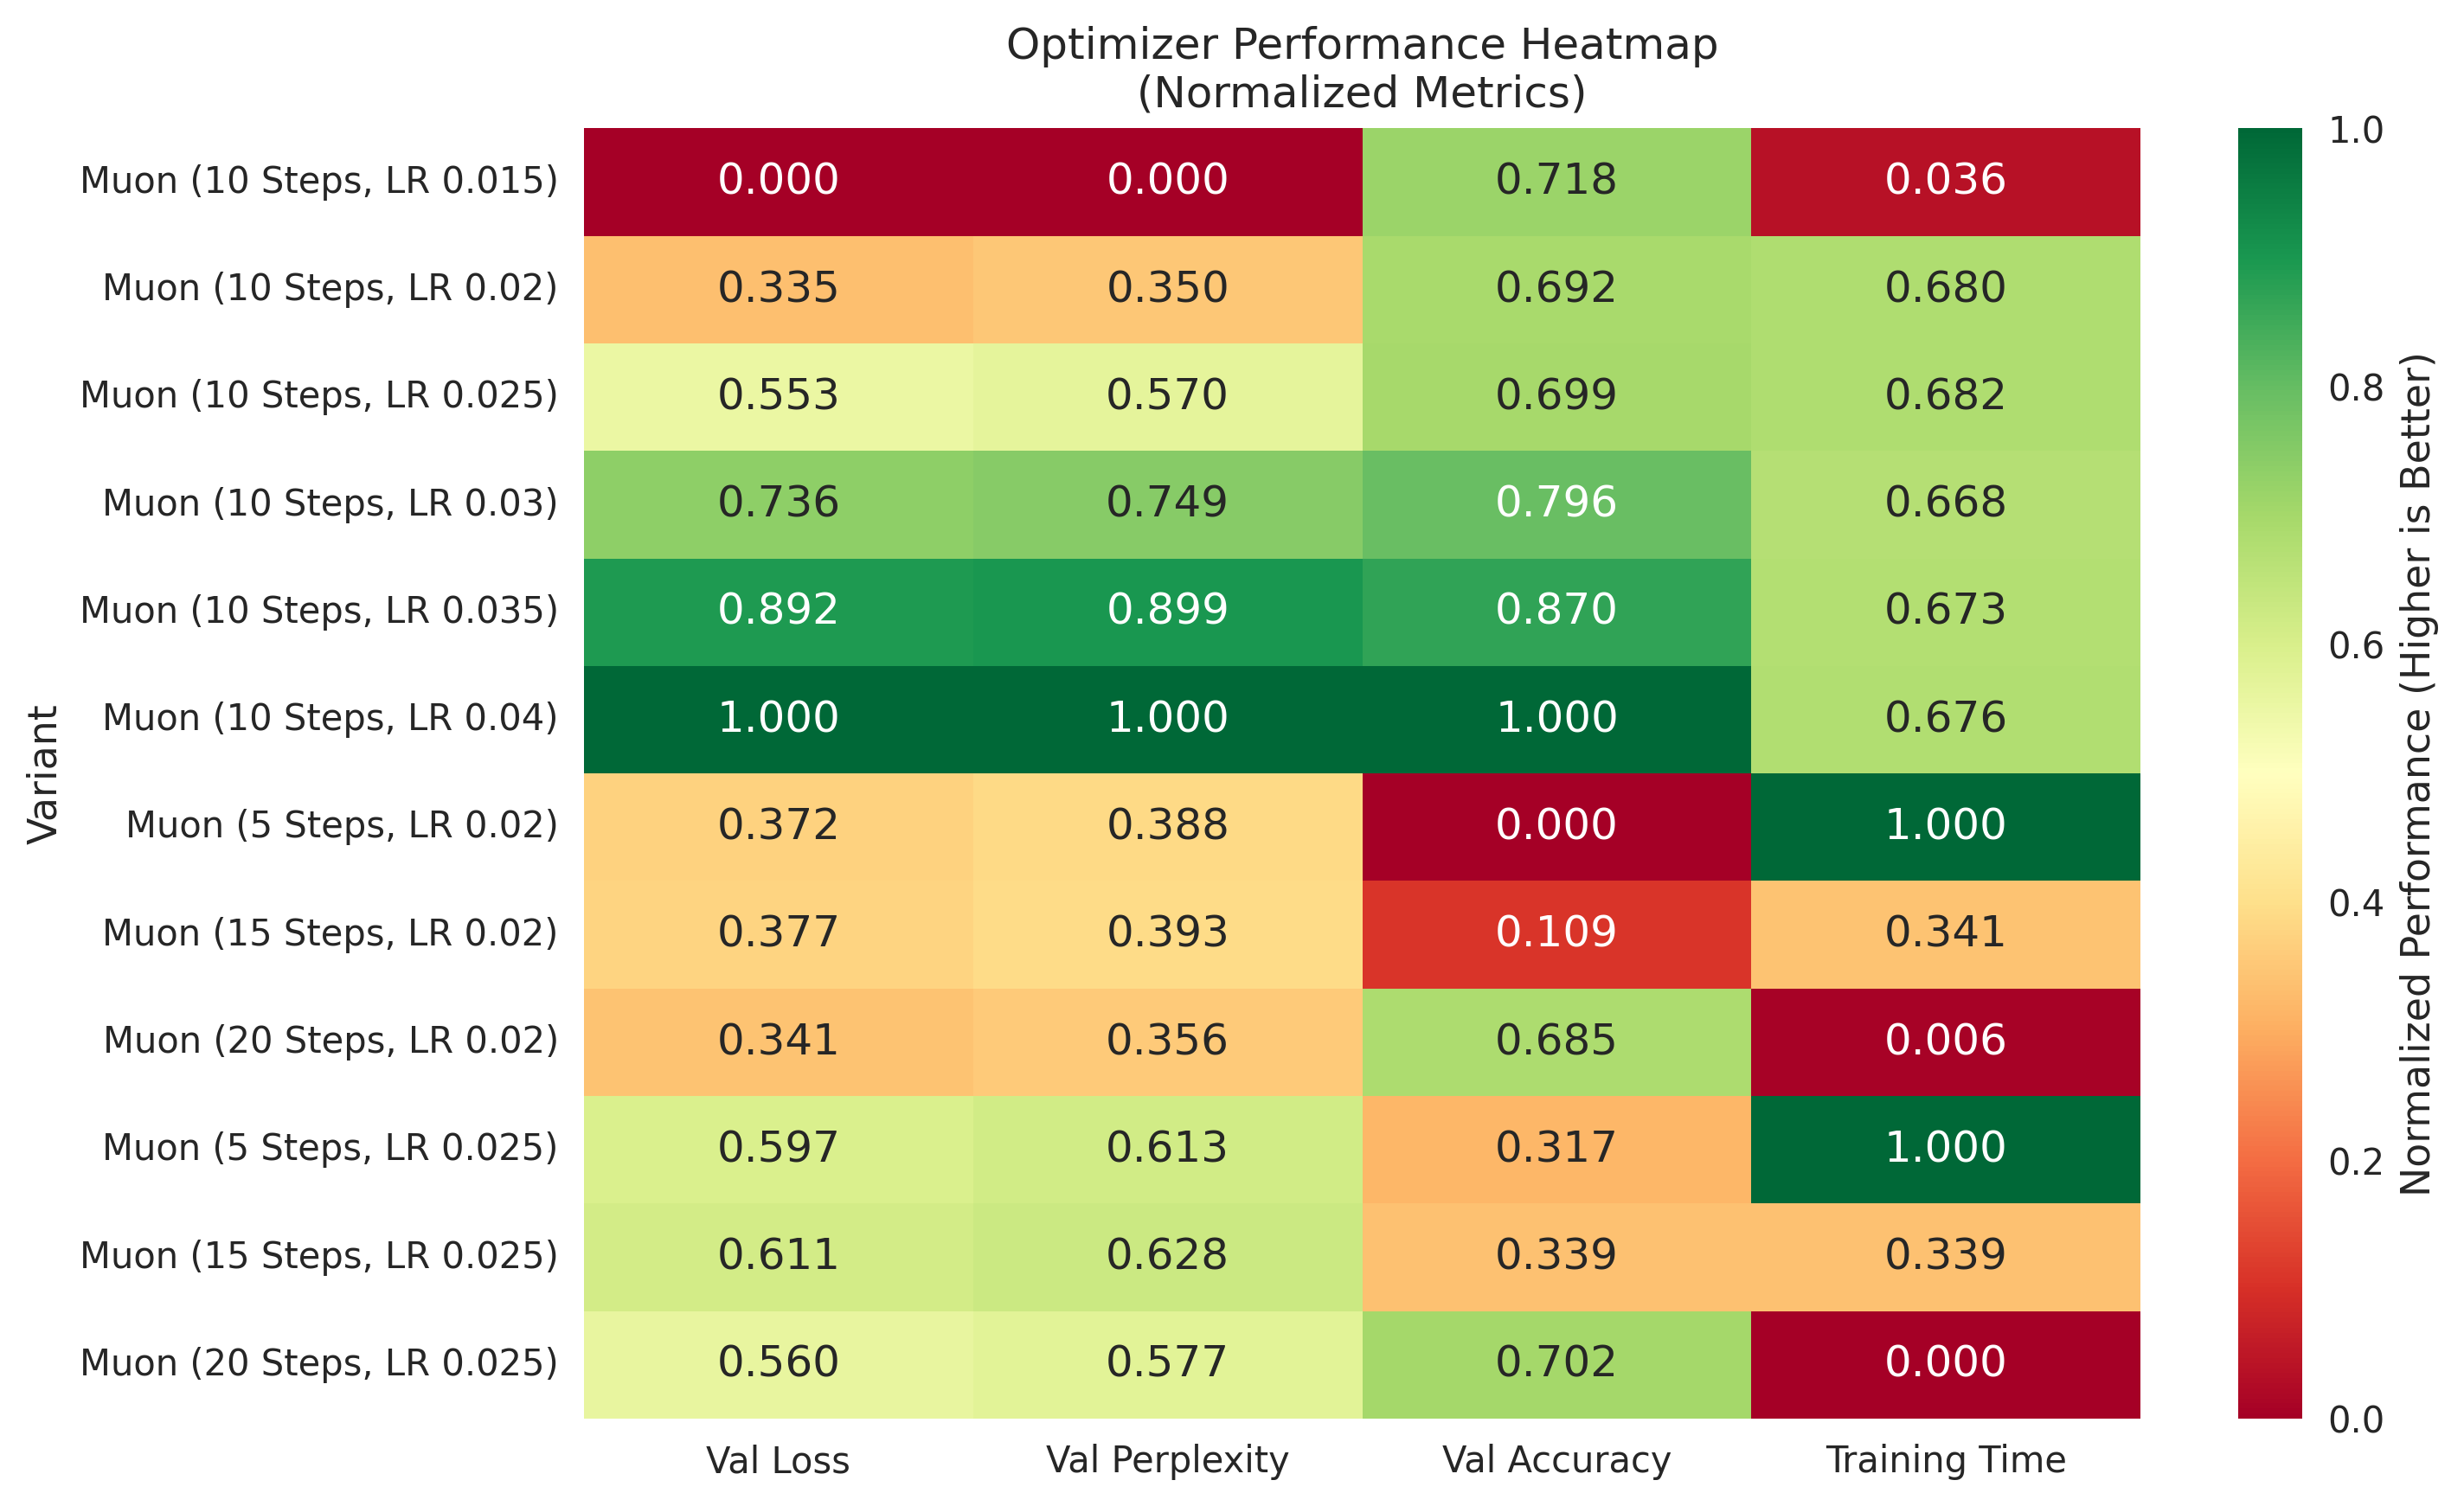 Optimizer Performance Heatmap
(Normalized Metrics)
Variant
Muon (10 Steps, LR 0.015) 0.000 0.000 0.718 0.036
Muon (10 Steps, LR 0.02) 0.335 0.350 0.692 0.680
Muon (10 Steps, LR 0.025) 0.553 0.570 0.699 0.682
Muon (10 Steps, LR 0.03) 0.736 0.749 0.796 0.668
Muon (10 Steps, LR 0.035) 0.892 0.899 0.870 0.673
Muon (10 Steps, LR 0.04) 1.000 1.000 1.000 0.676
Muon (5 Steps, LR 0.02) 0.372 0.388 0.000 1.000
Muon (15 Steps, LR 0.02) 0.377 0.393 0.109 0.341
Muon (20 Steps, LR 0.02) 0.341 0.356 0.685 0.006
Muon (5 Steps, LR 0.025) 0.597 0.613 0.317 1.000
Muon (15 Steps, LR 0.025) 0.611 0.628 0.339 0.339
Muon (20 Steps, LR 0.025) 0.560 0.577 0.702 0.000
Val Loss Val Perplexity Val Accuracy Training Time
1.0
0.8
0.6
0.4
0.2
0.0
Normalized Performance (Higher is Better)